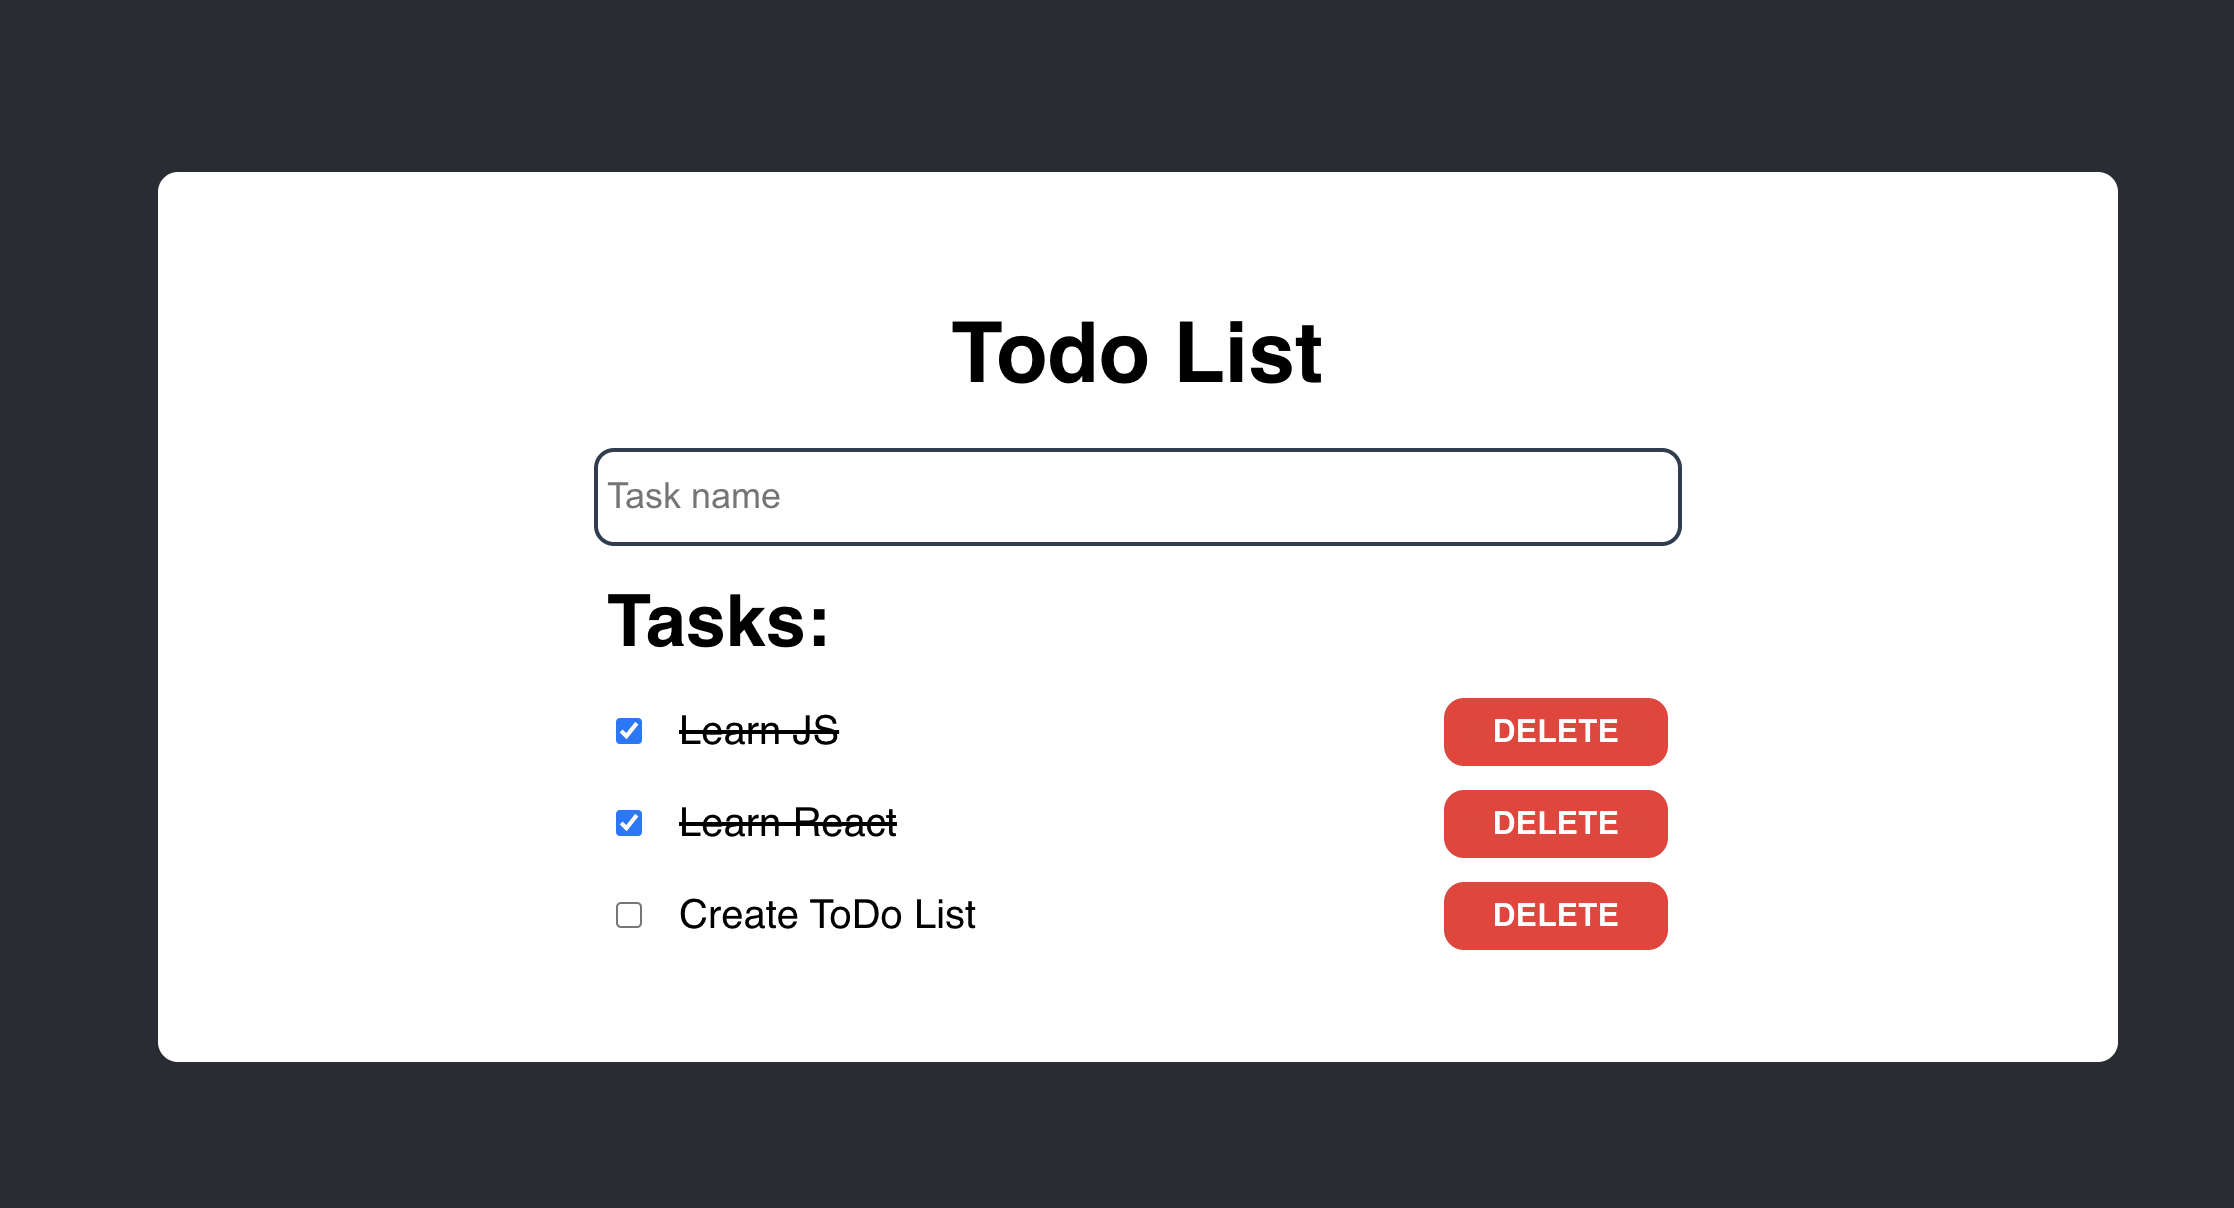 Todo List
Task name
Tasks:
Learn JS
DELETE
Learn React
DELETE
Create ToDo List
DELETE